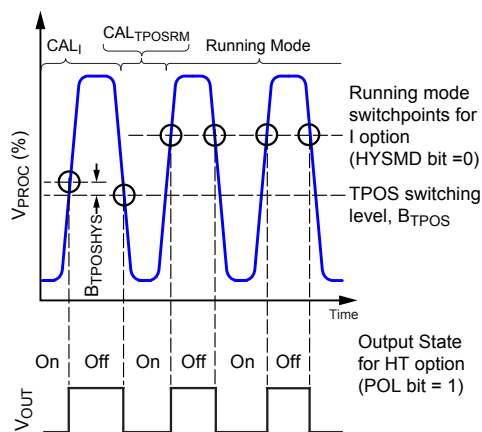 CAL_TPOSRM
CAL_I
Running Mode
V_PROC (%)
B_TPOSHYS
Running mode
switchpoints for
I option
(HYSMD bit =0)
TPOS switching
level, B_TPOS
Time
Output State
for HT option
(POL bit = 1)
On Off On Off On Off
V_OUT